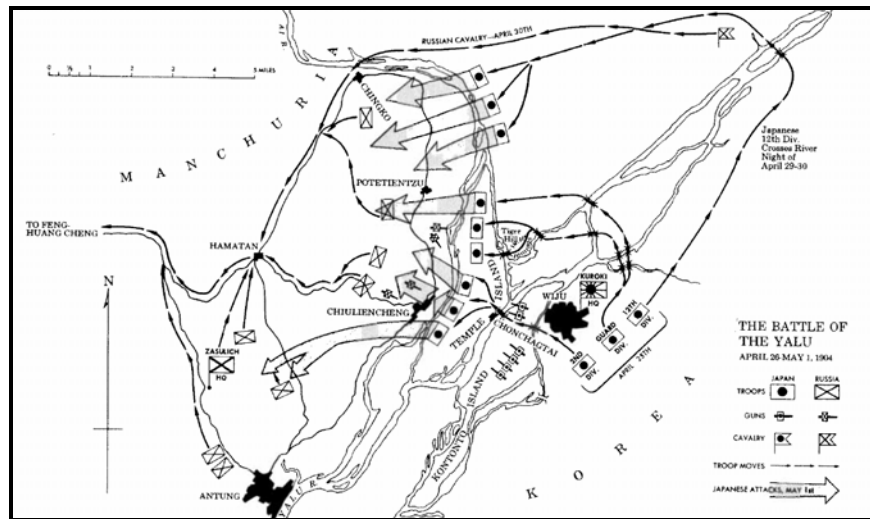 RUSSIAN CAVALRY—APRIL 30TH
AI R.
0 ½ 1 2 3 4 5 MILES
MANCHURIA
CHINGKO
Japanese
12th Div.
Crosses River
Night of
April 29-30
POTETIENTZU
TO FENG-
HUANG CHENG
HAMATAN
Tiger
Hill
N
ISLAND
KUROKI
HQ
WIJU
CHIULIENCHENG
TEMPLE
CHONCHAGTAI
12TH
DIV.
GUARD
DIV.
2ND
DIV.
APRIL 28TH
ZASULICH
HQ
ISLAND
KONTONTO
KOREA
ANTUNG
YALU R.
THE BATTLE OF
THE YALU
APRIL 26-MAY 1, 1904
JAPAN RUSSIA
TROOPS
GUNS
CAVALRY
TROOP MOVES
JAPANESE ATTACKS, MAY 1st